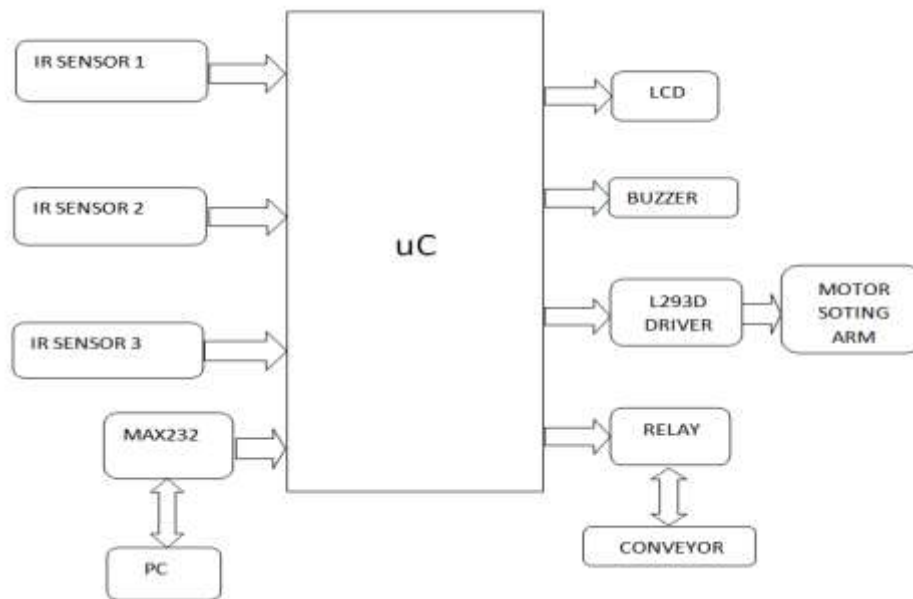 IR SENSOR 1
IR SENSOR 2
IR SENSOR 3
MAX232
PC
uC
LCD
BUZZER
L293D
DRIVER
MOTOR
SOTING
ARM
RELAY
CONVEYOR